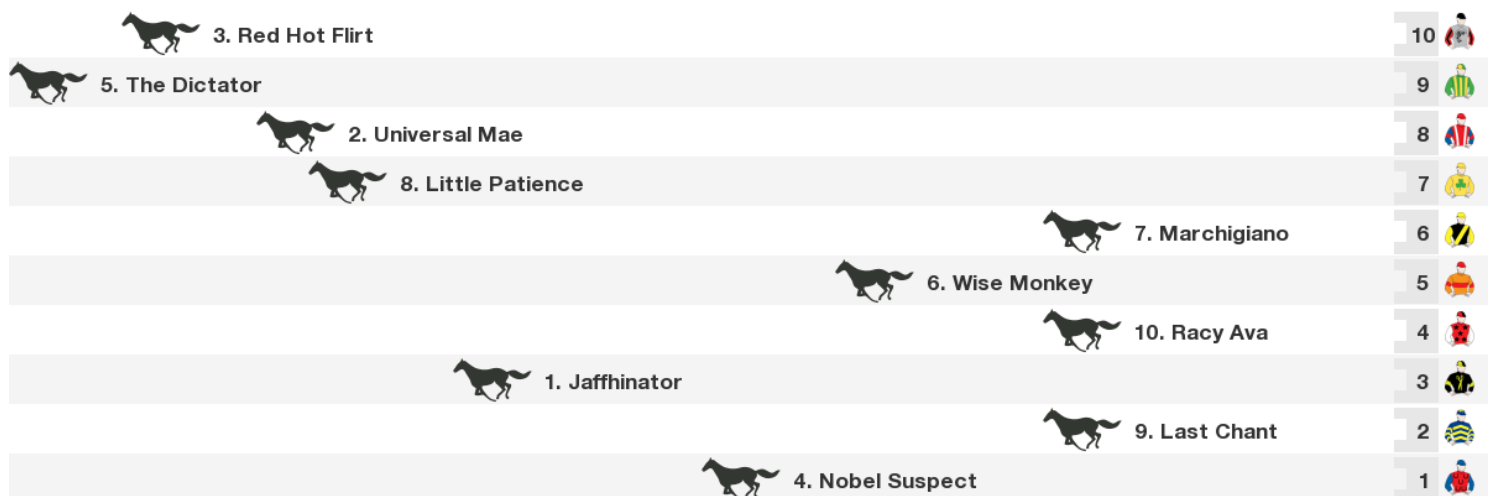 3. Red Hot Flirt 10
5. The Dictator 9
2. Universal Mae 8
8. Little Patience 7
7. Marchigiano 6
6. Wise Monkey 5
10. Racy Ava 4
1. Jaffhinator 3
9. Last Chant 2
4. Nobel Suspect 1